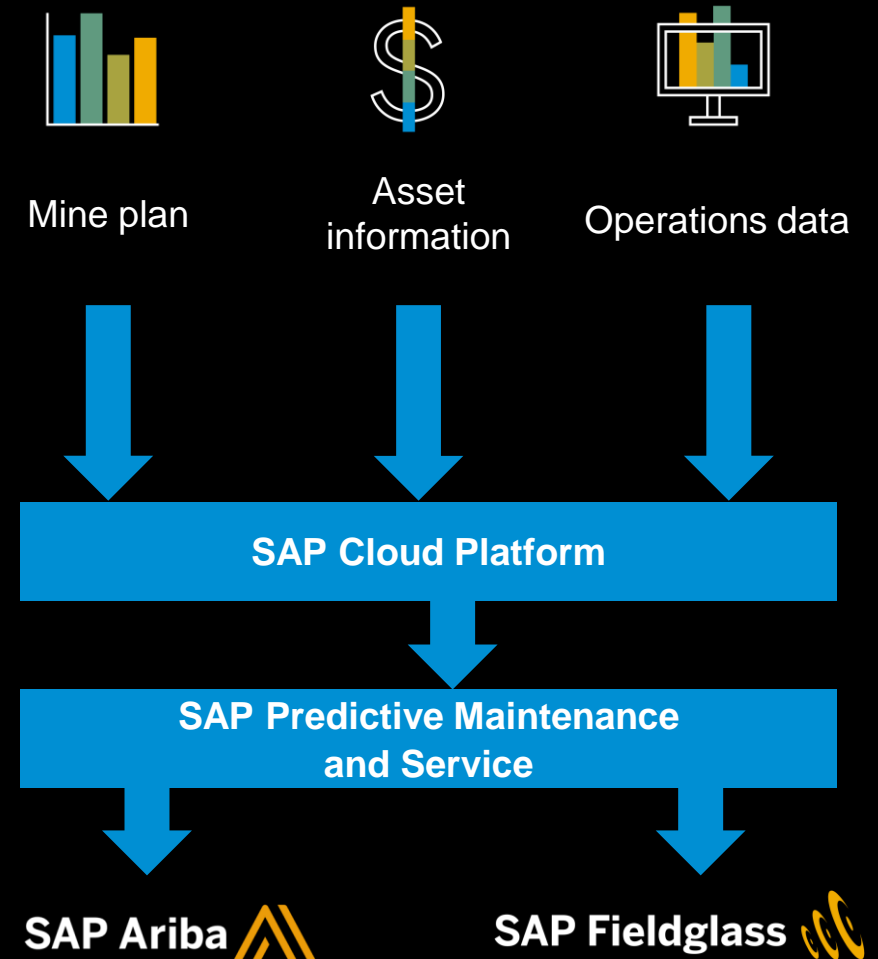 Mine plan
Asset
information
Operations data
SAP Cloud Platform
SAP Predictive Maintenance
and Service
SAP Ariba
SAP Fieldglass